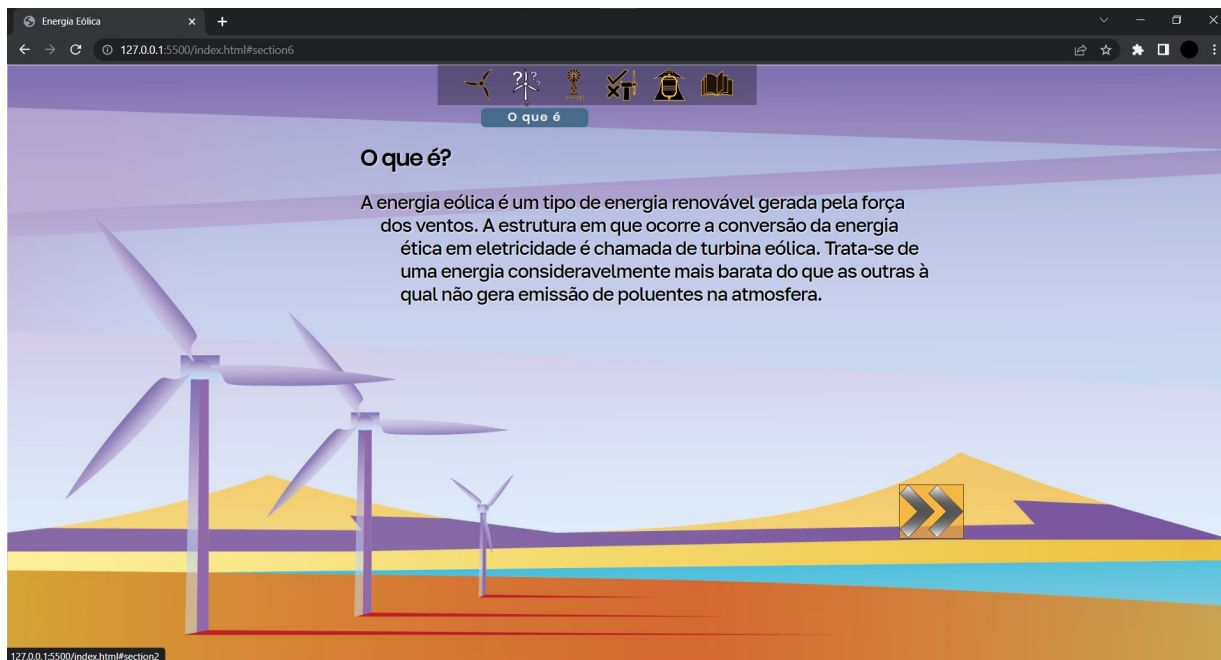 Energia Eólica
127.0.0.1:5500/index.html#section6
??
O que é
O que é?
A energia eólica é um tipo de energia renovável gerada pela força
dos ventos. A estrutura em que ocorre a conversão da energia
ética em eletricidade é chamada de turbina eólica. Trata-se de
uma energia consideravelmente mais barata do que as outras à
qual não gera emissão de poluentes na atmosfera.
127.0.0.1:5500/index.html#section2